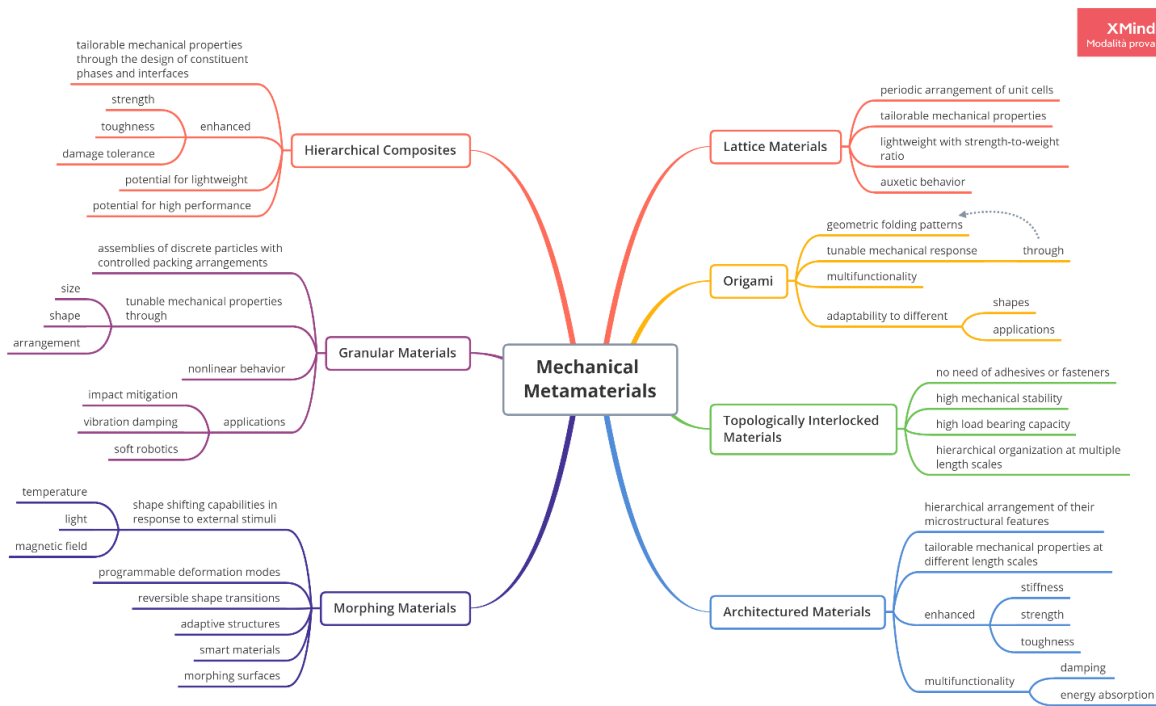 XMind
Modalità prova
Mechanical
Metamaterials
Lattice Materials
periodic arrangement of unit cells
tailorable mechanical properties
lightweight with strength-to-weight
ratio
auxetic behavior
Origami
geometric folding patterns
tunable mechanical response
through
multifunctionality
adaptability to different
shapes
applications
Topologically Interlocked
Materials
no need of adhesives or fasteners
high mechanical stability
high load bearing capacity
hierarchical organization at multiple
length scales
Architectured Materials
hierarchical arrangement of their
microstructural features
tailorable mechanical properties at
different length scales
enhanced
stiffness
strength
toughness
multifunctionality
damping
energy absorption
Hierarchical Composites
tailorable mechanical properties
through the design of constituent
phases and interfaces
enhanced
strength
toughness
damage tolerance
potential for lightweight
potential for high performance
Granular Materials
assemblies of discrete particles with
controlled packing arrangements
tunable mechanical properties
through
size
shape
arrangement
nonlinear behavior
applications
impact mitigation
vibration damping
soft robotics
Morphing Materials
shape shifting capabilities in
response to external stimuli
temperature
light
magnetic field
programmable deformation modes
reversible shape transitions
adaptive structures
smart materials
morphing surfaces